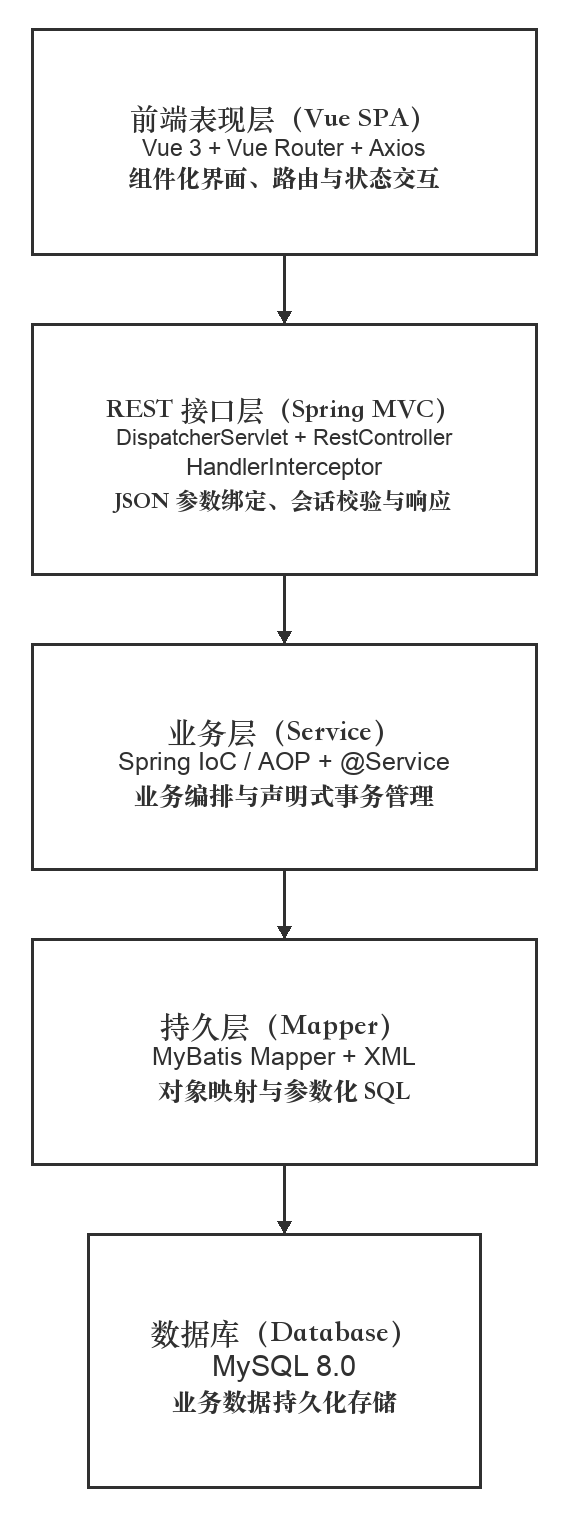 前端表现层（Vue SPA）
Vue 3 + Vue Router + Axios
组件化界面、路由与状态交互
REST 接口层（Spring MVC）
DispatcherServlet + RestController
HandlerInterceptor
JSON 参数绑定、会话校验与响应
业务层（Service）
Spring IoC / AOP + @Service
业务编排与声明式事务管理
持久层（Mapper）
MyBatis Mapper + XML
对象映射与参数化 SQL
数据库（Database）
MySQL 8.0
业务数据持久化存储